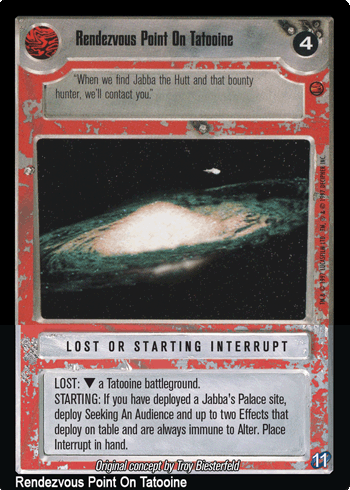 Rendezvous Point On Tatooine
4
"When we find Jabba the Hutt and that bounty
hunter, we'll contact you."
LOST OR STARTING INTERRUPT
LOST: ▼ a Tatooine battleground.
STARTING: If you have deployed a Jabba's Palace site,
deploy Seeking An Audience and up to two Effects that
deploy on table and are always immune to Alter. Place
Interrupt in hand.
11
Original concept by Troy Biesterfeld
Rendezvous Point On Tatooine